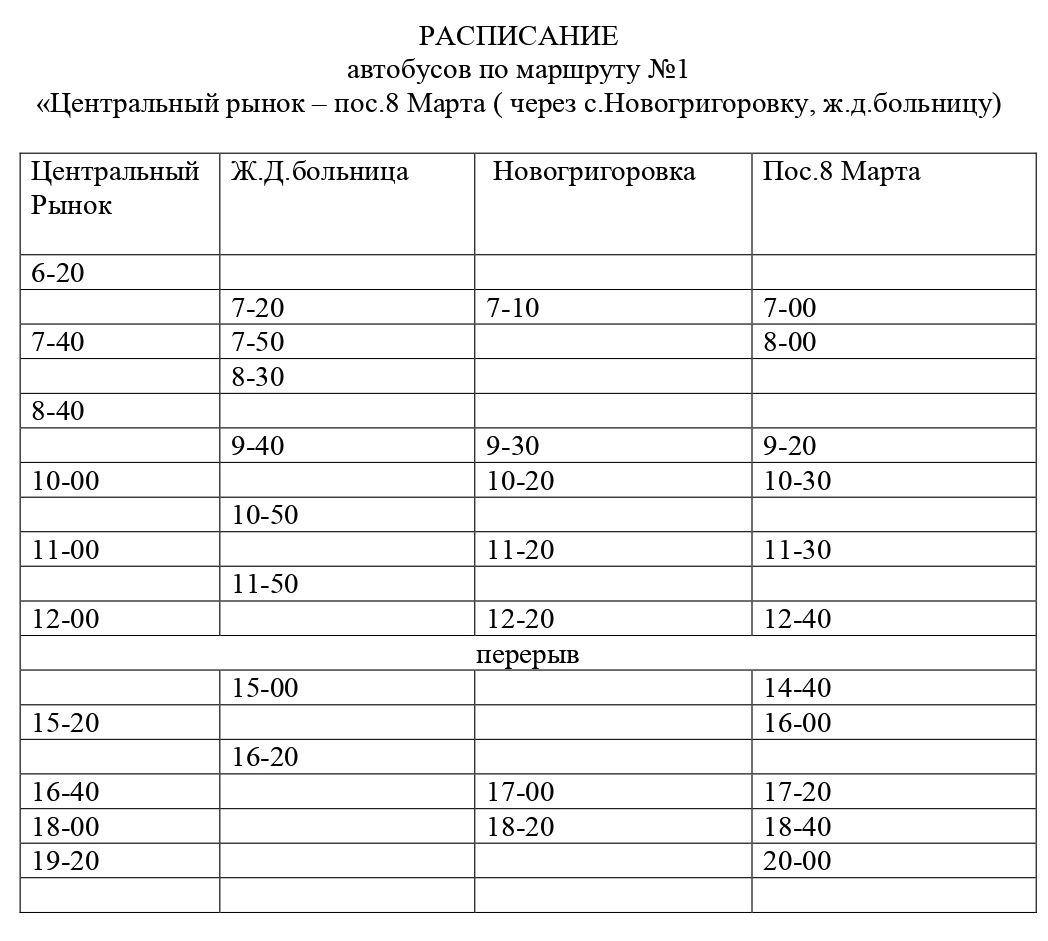 РАСПИСАНИЕ
автобусов по маршруту №1
«Центральный рынок – пос.8 Марта ( через с.Новогригоровку, ж.д.больницу)
Центральный Рынок Ж.Д.больница Новогригоровка Пос.8 Марта
6-20
7-20 7-10 7-00
7-40 7-50 8-00
8-30
8-40
9-40 9-30 9-20
10-00 10-20 10-30
10-50
11-00 11-20 11-30
11-50
12-00 12-20 12-40
перерыв
15-00 14-40
15-20 16-00
16-20
16-40 17-00 17-20
18-00 18-20 18-40
19-20 20-00